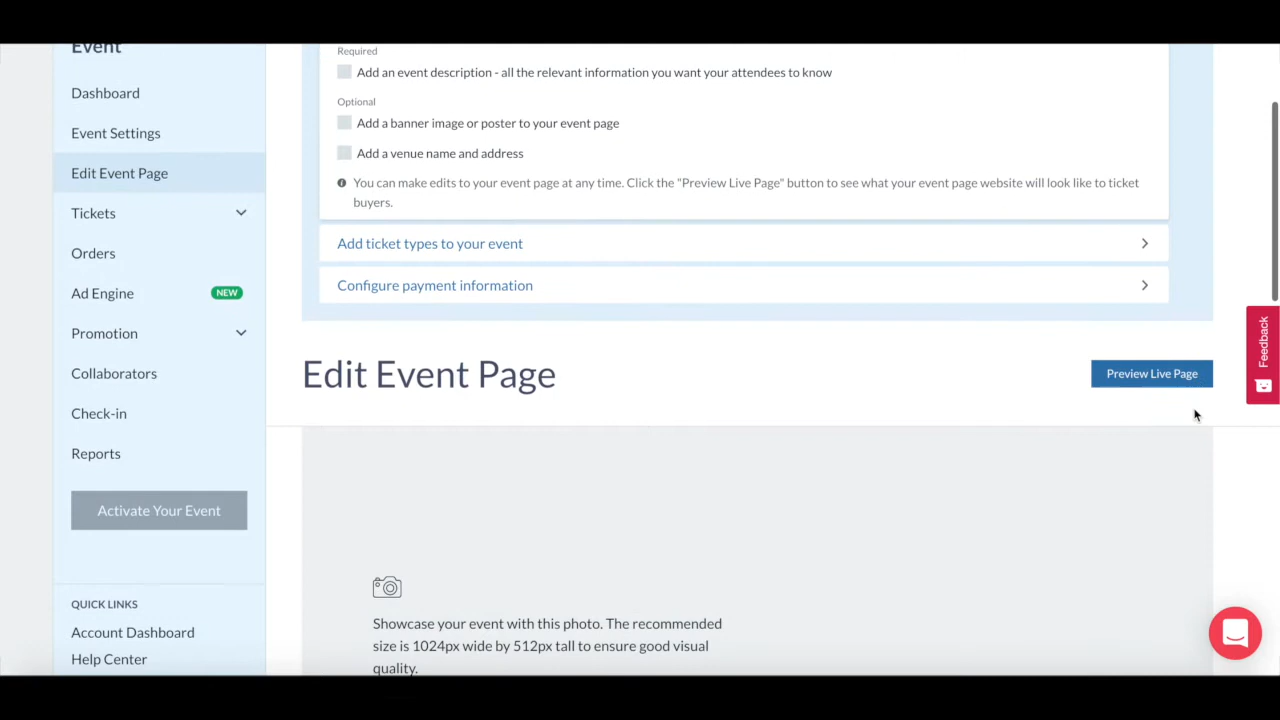 Event
Dashboard
Event Settings
Edit Event Page
Tickets
Orders
Ad Engine NEW
Promotion
Collaborators
Check-in
Reports
Activate Your Event
QUICK LINKS
Account Dashboard
Help Center
Required
Add an event description - all the relevant information you want your attendees to know
Optional
Add a banner image or poster to your event page
Add a venue name and address
You can make edits to your event page at any time. Click the "Preview Live Page" button to see what your event page website will look like to ticket
buyers.
Add ticket types to your event
Configure payment information
Edit Event Page
Preview Live Page
Showcase your event with this photo. The recommended
size is 1024px wide by 512px tall to ensure good visual
quality.
Feedback